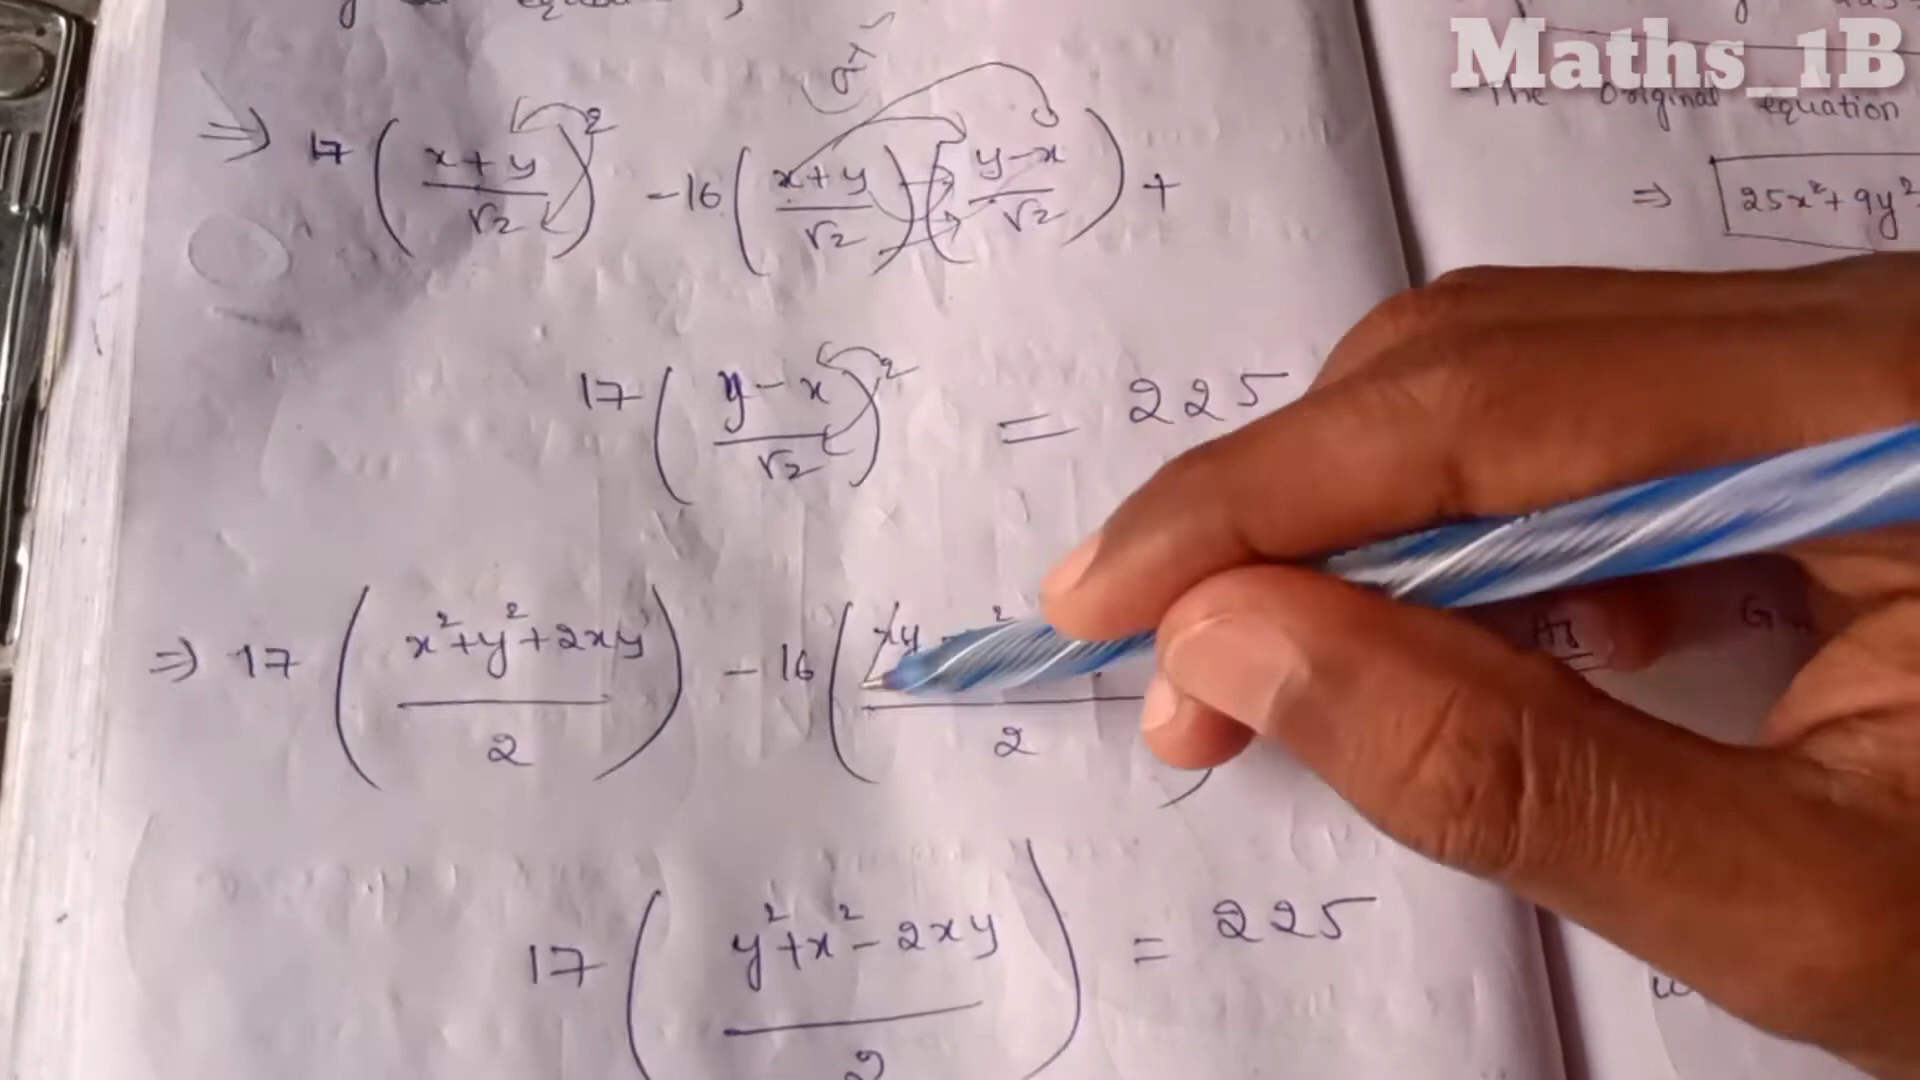 Maths_1B
The Original equation
⇒ 25x²+9y²
⇒ 17 ( (x+y)/√2 )² -16 ( (x+y)/√2 ) ( (y-x)/√2 ) +
17 ( (y-x)/√2 )² = 225
⇒ 17 ( (x²+y²+2xy)/2 ) - 16 ( xy
2
17 ( (y²+x²-2xy)/2 ) = 225